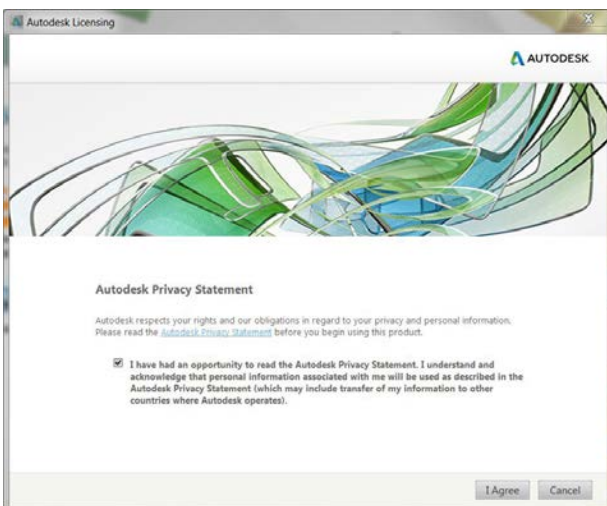 Autodesk Licensing
AUTODESK
Autodesk Privacy Statement
Autodesk respects your rights and our obligations in regard to your privacy and personal information.
Please read the Autodesk Privacy Statement before you begin using this product.
I have had an opportunity to read the Autodesk Privacy Statement. I understand and
acknowledge that personal information associated with me will be used as described in the
Autodesk Privacy Statement (which may include transfer of my information to other
countries where Autodesk operates).
I Agree Cancel